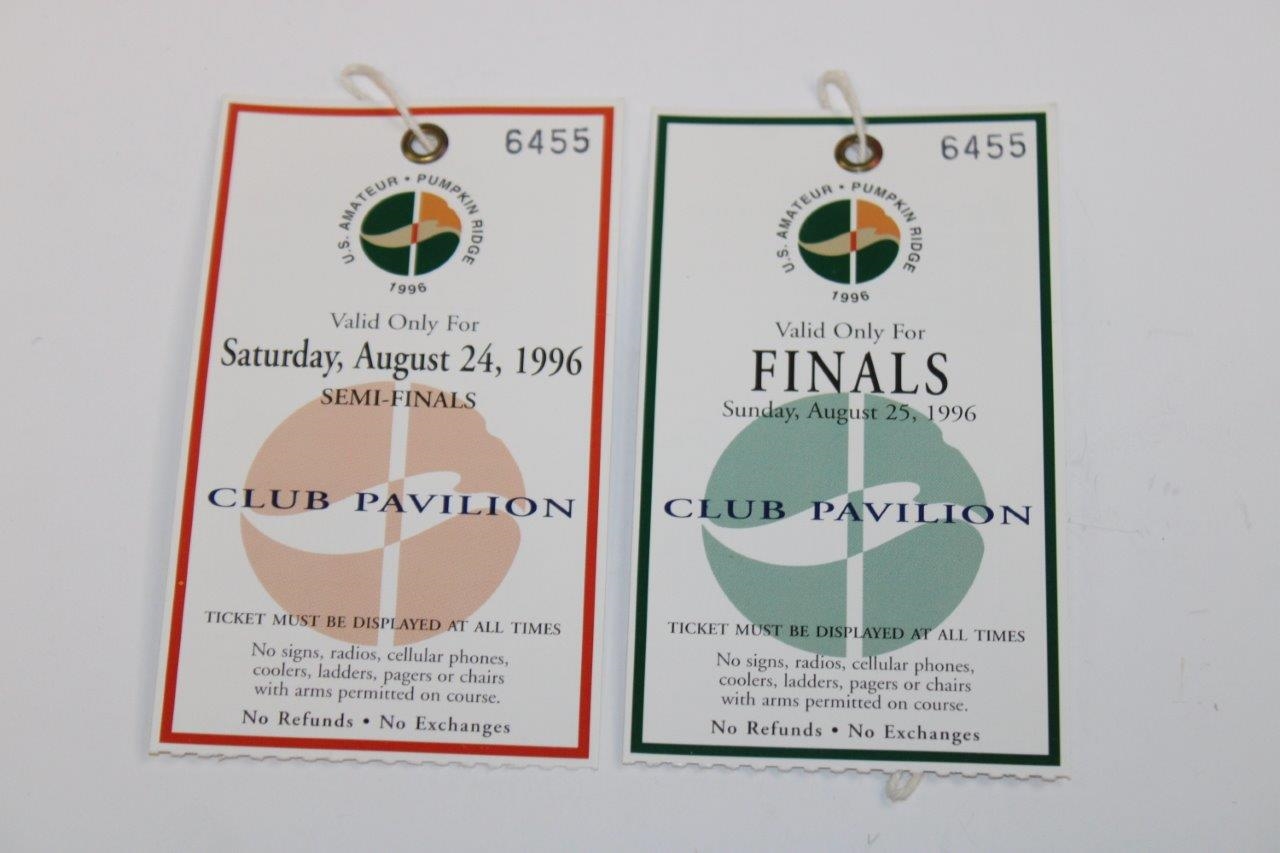 6455
U.S. AMATEUR • PUMPKIN RIDGE
1996
Valid Only For
Saturday, August 24, 1996
SEMI-FINALS
CLUB PAVILION
TICKET MUST BE DISPLAYED AT ALL TIMES
No signs, radios, cellular phones,
coolers, ladders, pagers or chairs
with arms permitted on course.
No Refunds • No Exchanges
6455
U.S. AMATEUR • PUMPKIN RIDGE
1996
Valid Only For
FINALS
Sunday, August 25, 1996
CLUB PAVILION
TICKET MUST BE DISPLAYED AT ALL TIMES
No signs, radios, cellular phones,
coolers, ladders, pagers or chairs
with arms permitted on course.
No Refunds • No Exchanges